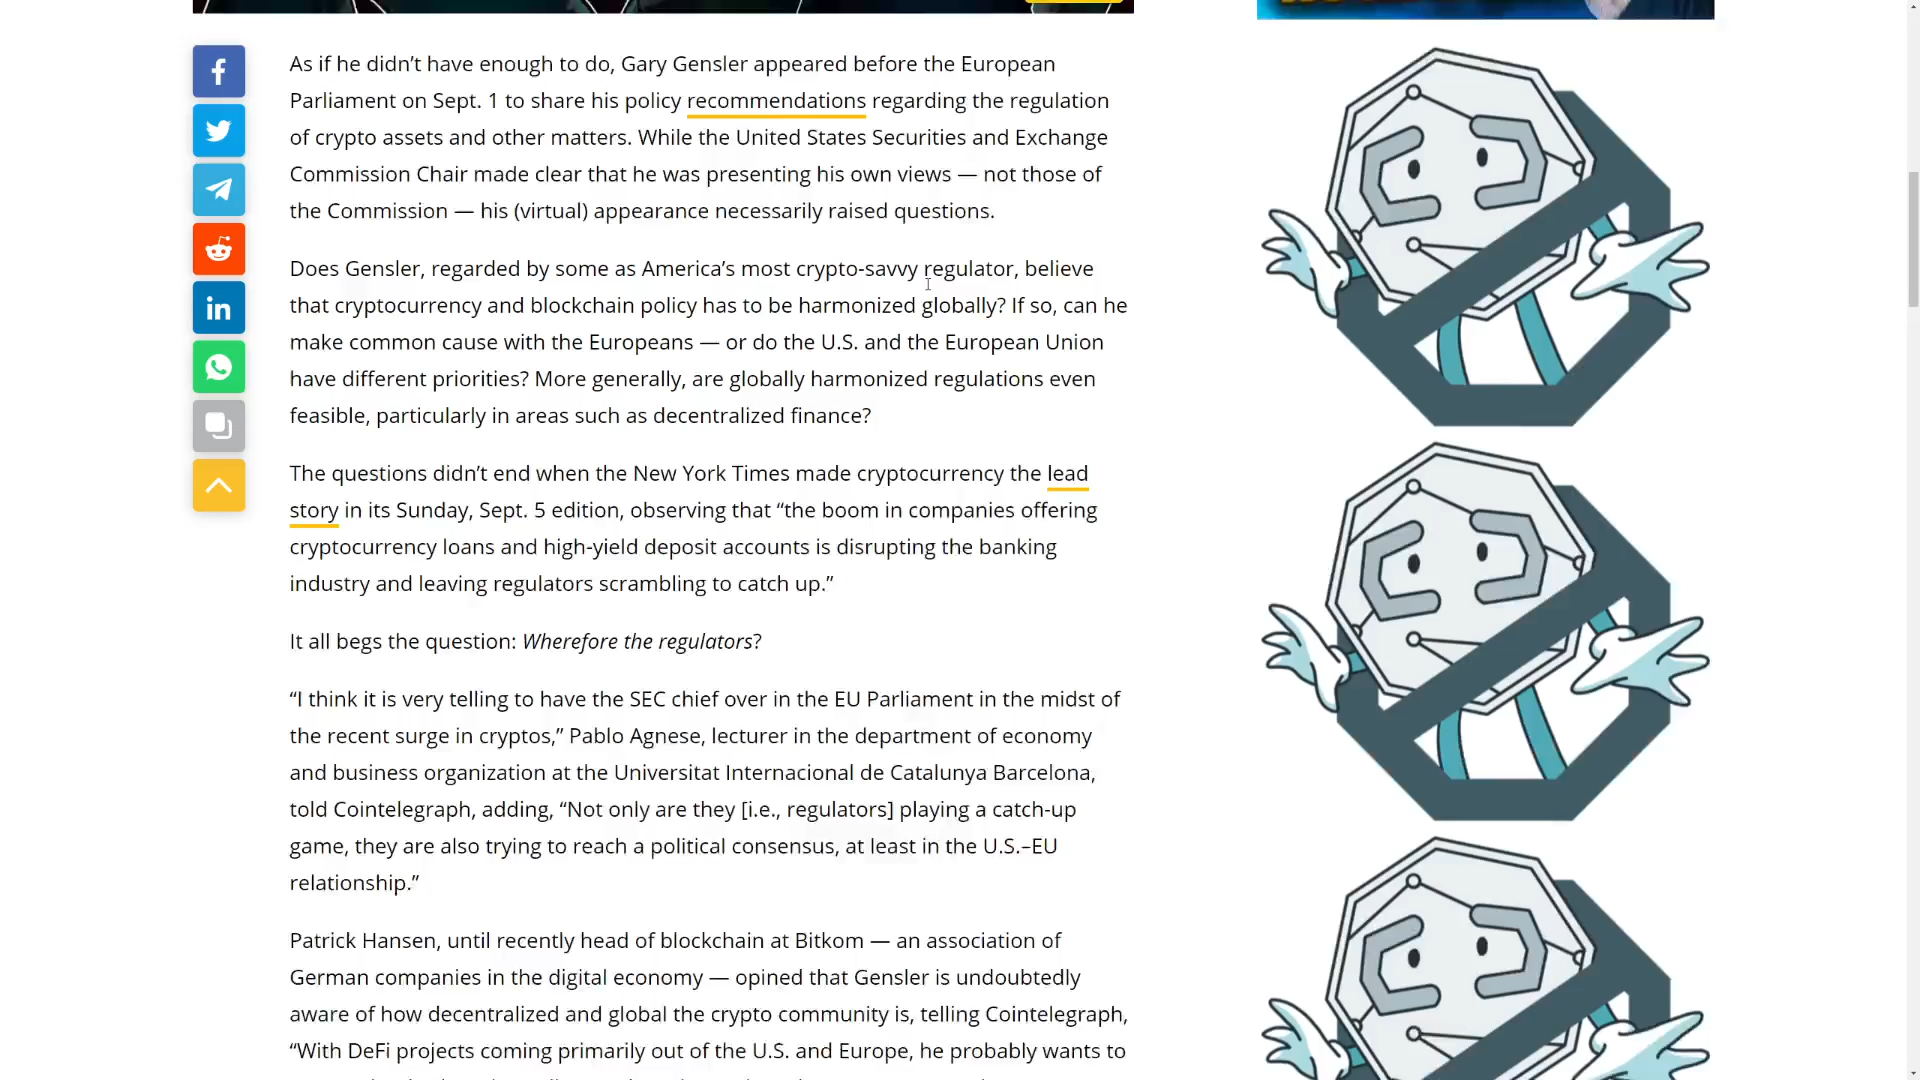 As if he didn’t have enough to do, Gary Gensler appeared before the European
Parliament on Sept. 1 to share his policy recommendations regarding the regulation
of crypto assets and other matters. While the United States Securities and Exchange
Commission Chair made clear that he was presenting his own views — not those of
the Commission — his (virtual) appearance necessarily raised questions.
Does Gensler, regarded by some as America’s most crypto-savvy regulator, believe
that cryptocurrency and blockchain policy has to be harmonized globally? If so, can he
make common cause with the Europeans — or do the U.S. and the European Union
have different priorities? More generally, are globally harmonized regulations even
feasible, particularly in areas such as decentralized finance?
The questions didn’t end when the New York Times made cryptocurrency the lead
story in its Sunday, Sept. 5 edition, observing that “the boom in companies offering
cryptocurrency loans and high-yield deposit accounts is disrupting the banking
industry and leaving regulators scrambling to catch up.”
It all begs the question: Wherefore the regulators?
“I think it is very telling to have the SEC chief over in the EU Parliament in the midst of
the recent surge in cryptos,” Pablo Agnese, lecturer in the department of economy
and business organization at the Universitat Internacional de Catalunya Barcelona,
told Cointelegraph, adding, “Not only are they [i.e., regulators] playing a catch-up
game, they are also trying to reach a political consensus, at least in the U.S.–EU
relationship.”
Patrick Hansen, until recently head of blockchain at Bitkom — an association of
German companies in the digital economy — opined that Gensler is undoubtedly
aware of how decentralized and global the crypto community is, telling Cointelegraph,
“With DeFi projects coming primarily out of the U.S. and Europe, he probably wants to